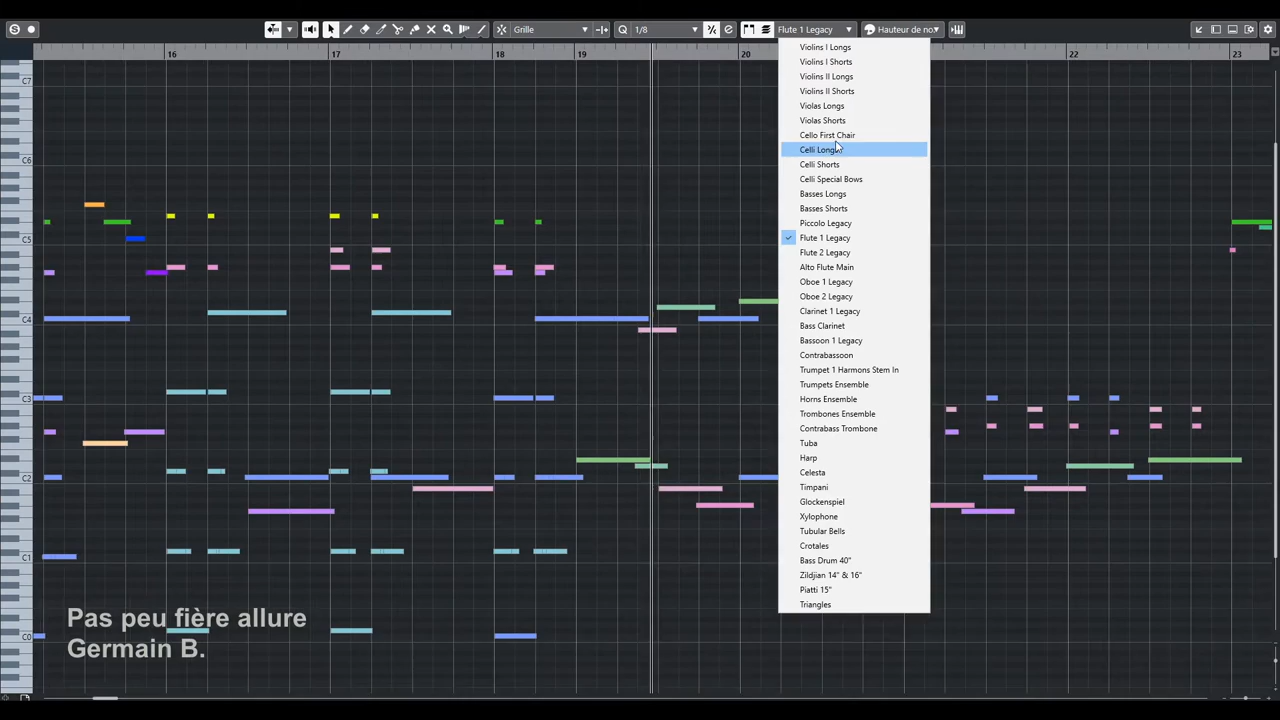 Grille
1/8
Flute 1 Legacy
Hauteur de no
16
17
18
19
20
22
23
C7
C6
C5
C4
C3
C2
C1
C0
Violins I Longs
Violins I Shorts
Violins II Longs
Violins II Shorts
Violas Longs
Violas Shorts
Cello First Chair
Celli Longs
Celli Shorts
Celli Special Bows
Basses Longs
Basses Shorts
Piccolo Legacy
Flute 1 Legacy
Flute 2 Legacy
Alto Flute Main
Oboe 1 Legacy
Oboe 2 Legacy
Clarinet 1 Legacy
Bass Clarinet
Bassoon 1 Legacy
Contrabassoon
Trumpet 1 Harmons Stem In
Trumpets Ensemble
Horns Ensemble
Trombones Ensemble
Contrabass Trombone
Tuba
Harp
Celesta
Timpani
Glockenspiel
Xylophone
Tubular Bells
Crotales
Bass Drum 40"
Zildjian 14" & 16"
Piatti 15"
Triangles
Pas peu fière allure
Germain B.